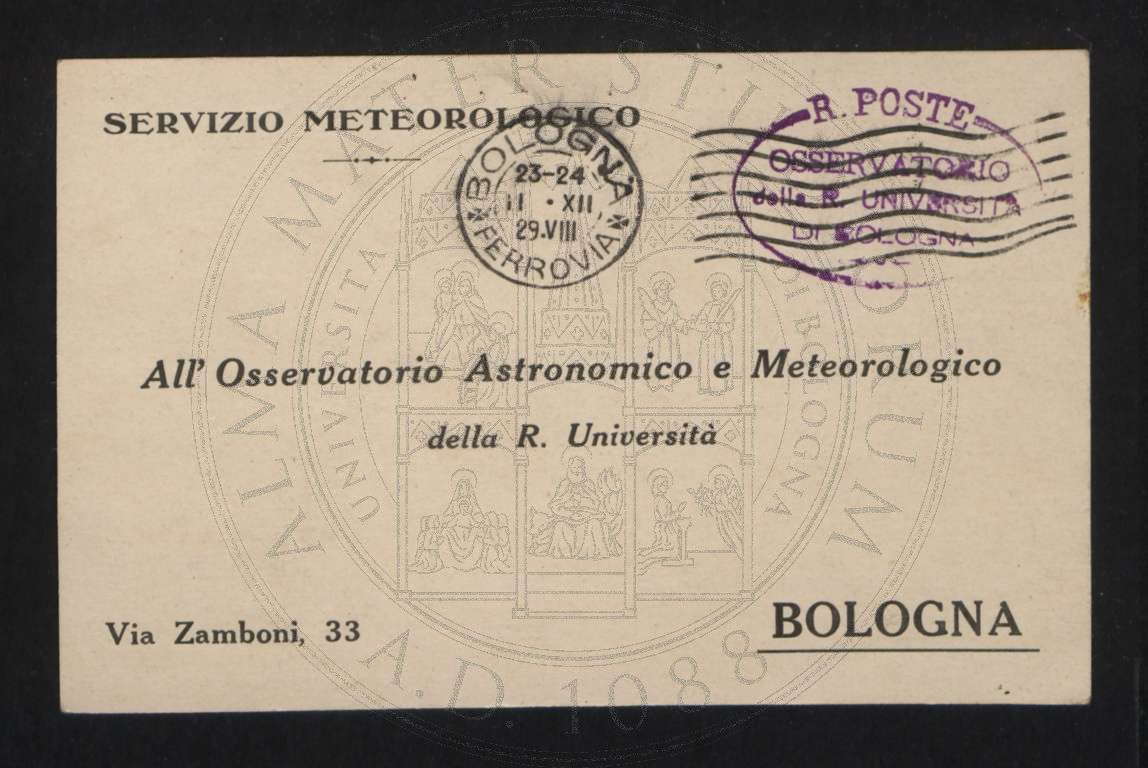 SERVIZIO METEOROLOGICO
BOLOGNA
23-24
11 · XII
29.VIII
FERROVIA
R. POSTE
OSSERVATORIO
della R. UNIVERSITÀ
DI BOLOGNA
All' Osservatorio Astronomico e Meteorologico
della R. Università
Via Zamboni, 33
BOLOGNA
ALMA MATER STUDIORUM
UNIVERSITÀ DI BOLOGNA
A.D. 1088